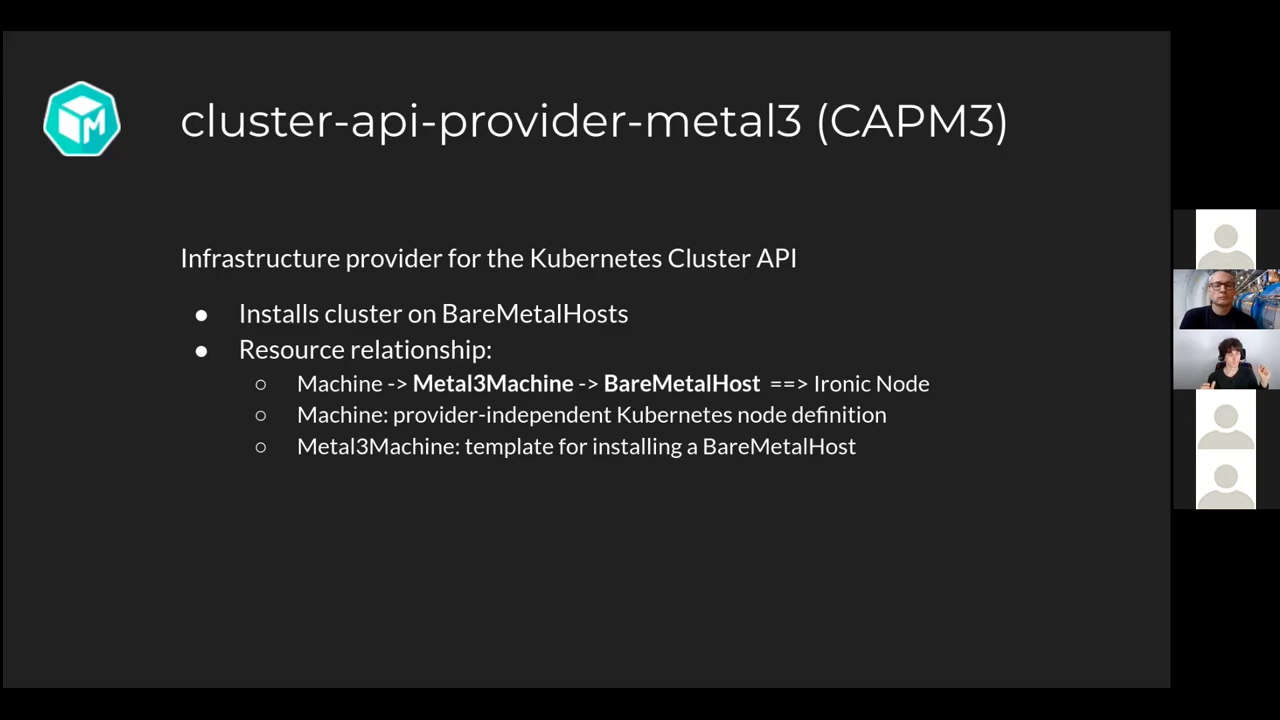 cluster-api-provider-metal3 (CAPM3)
Infrastructure provider for the Kubernetes Cluster API
● Installs cluster on BareMetalHosts
● Resource relationship:
○ Machine -> Metal3Machine -> BareMetalHost ==> Ironic Node
○ Machine: provider-independent Kubernetes node definition
○ Metal3Machine: template for installing a BareMetalHost
M